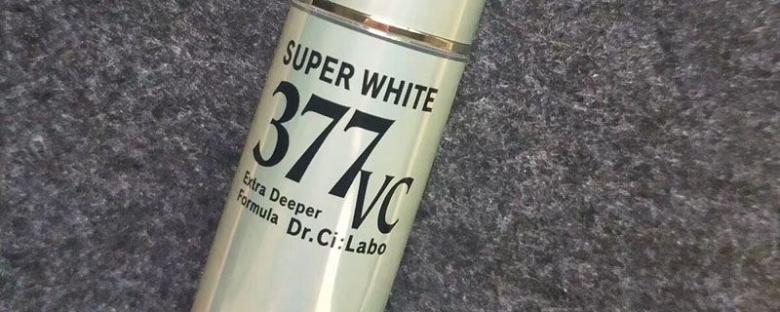 SUPER WHITE
377VC
Extra Deeper
Formula Dr.Ci:Labo